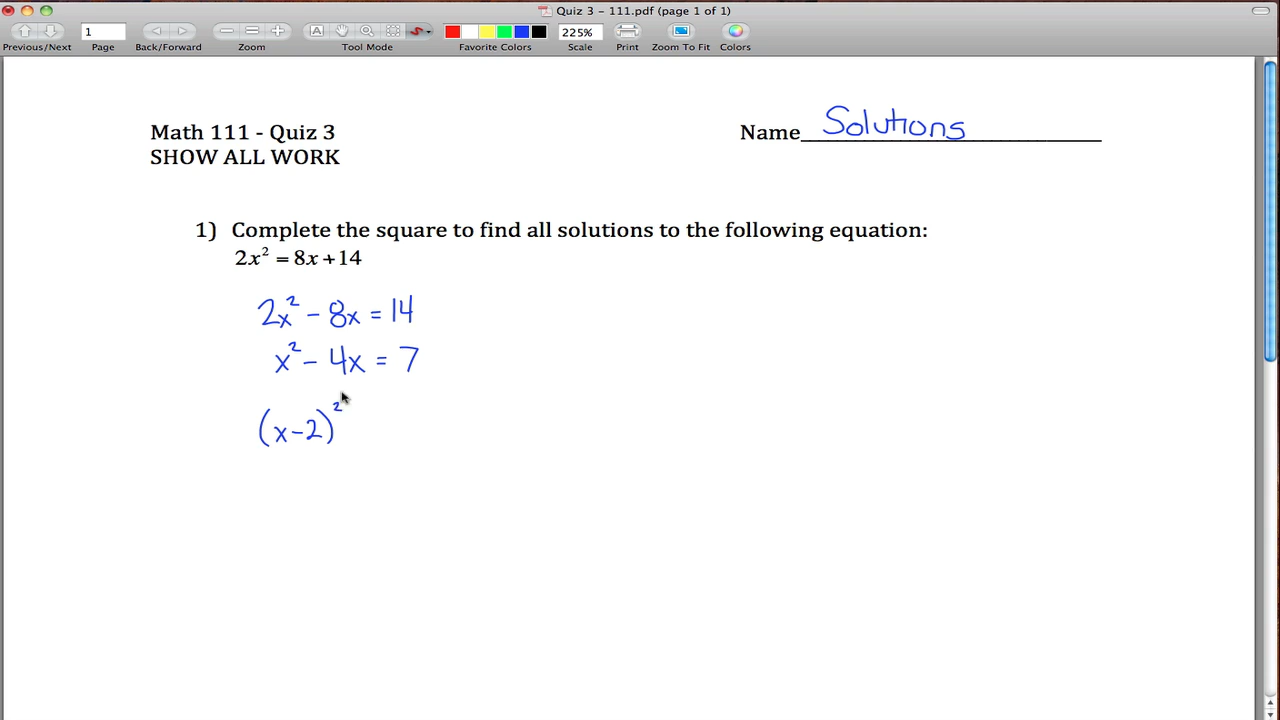 Quiz 3 – 111.pdf (page 1 of 1)
1 225%
Previous/Next Page Back/Forward Zoom Tool Mode Favorite Colors Scale Print Zoom To Fit Colors
Math 111 - Quiz 3 Name Solutions
SHOW ALL WORK
1) Complete the square to find all solutions to the following equation:
2x² = 8x + 14
2x² - 8x = 14
x² - 4x = 7
(x-2)²